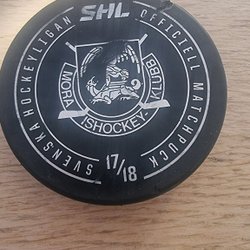 SHL
SVENSKA HOCKEYLIGAN
OFFICIELL MATCHPUCK
MORA
ISHOCKEY-
KLUBB
17/18